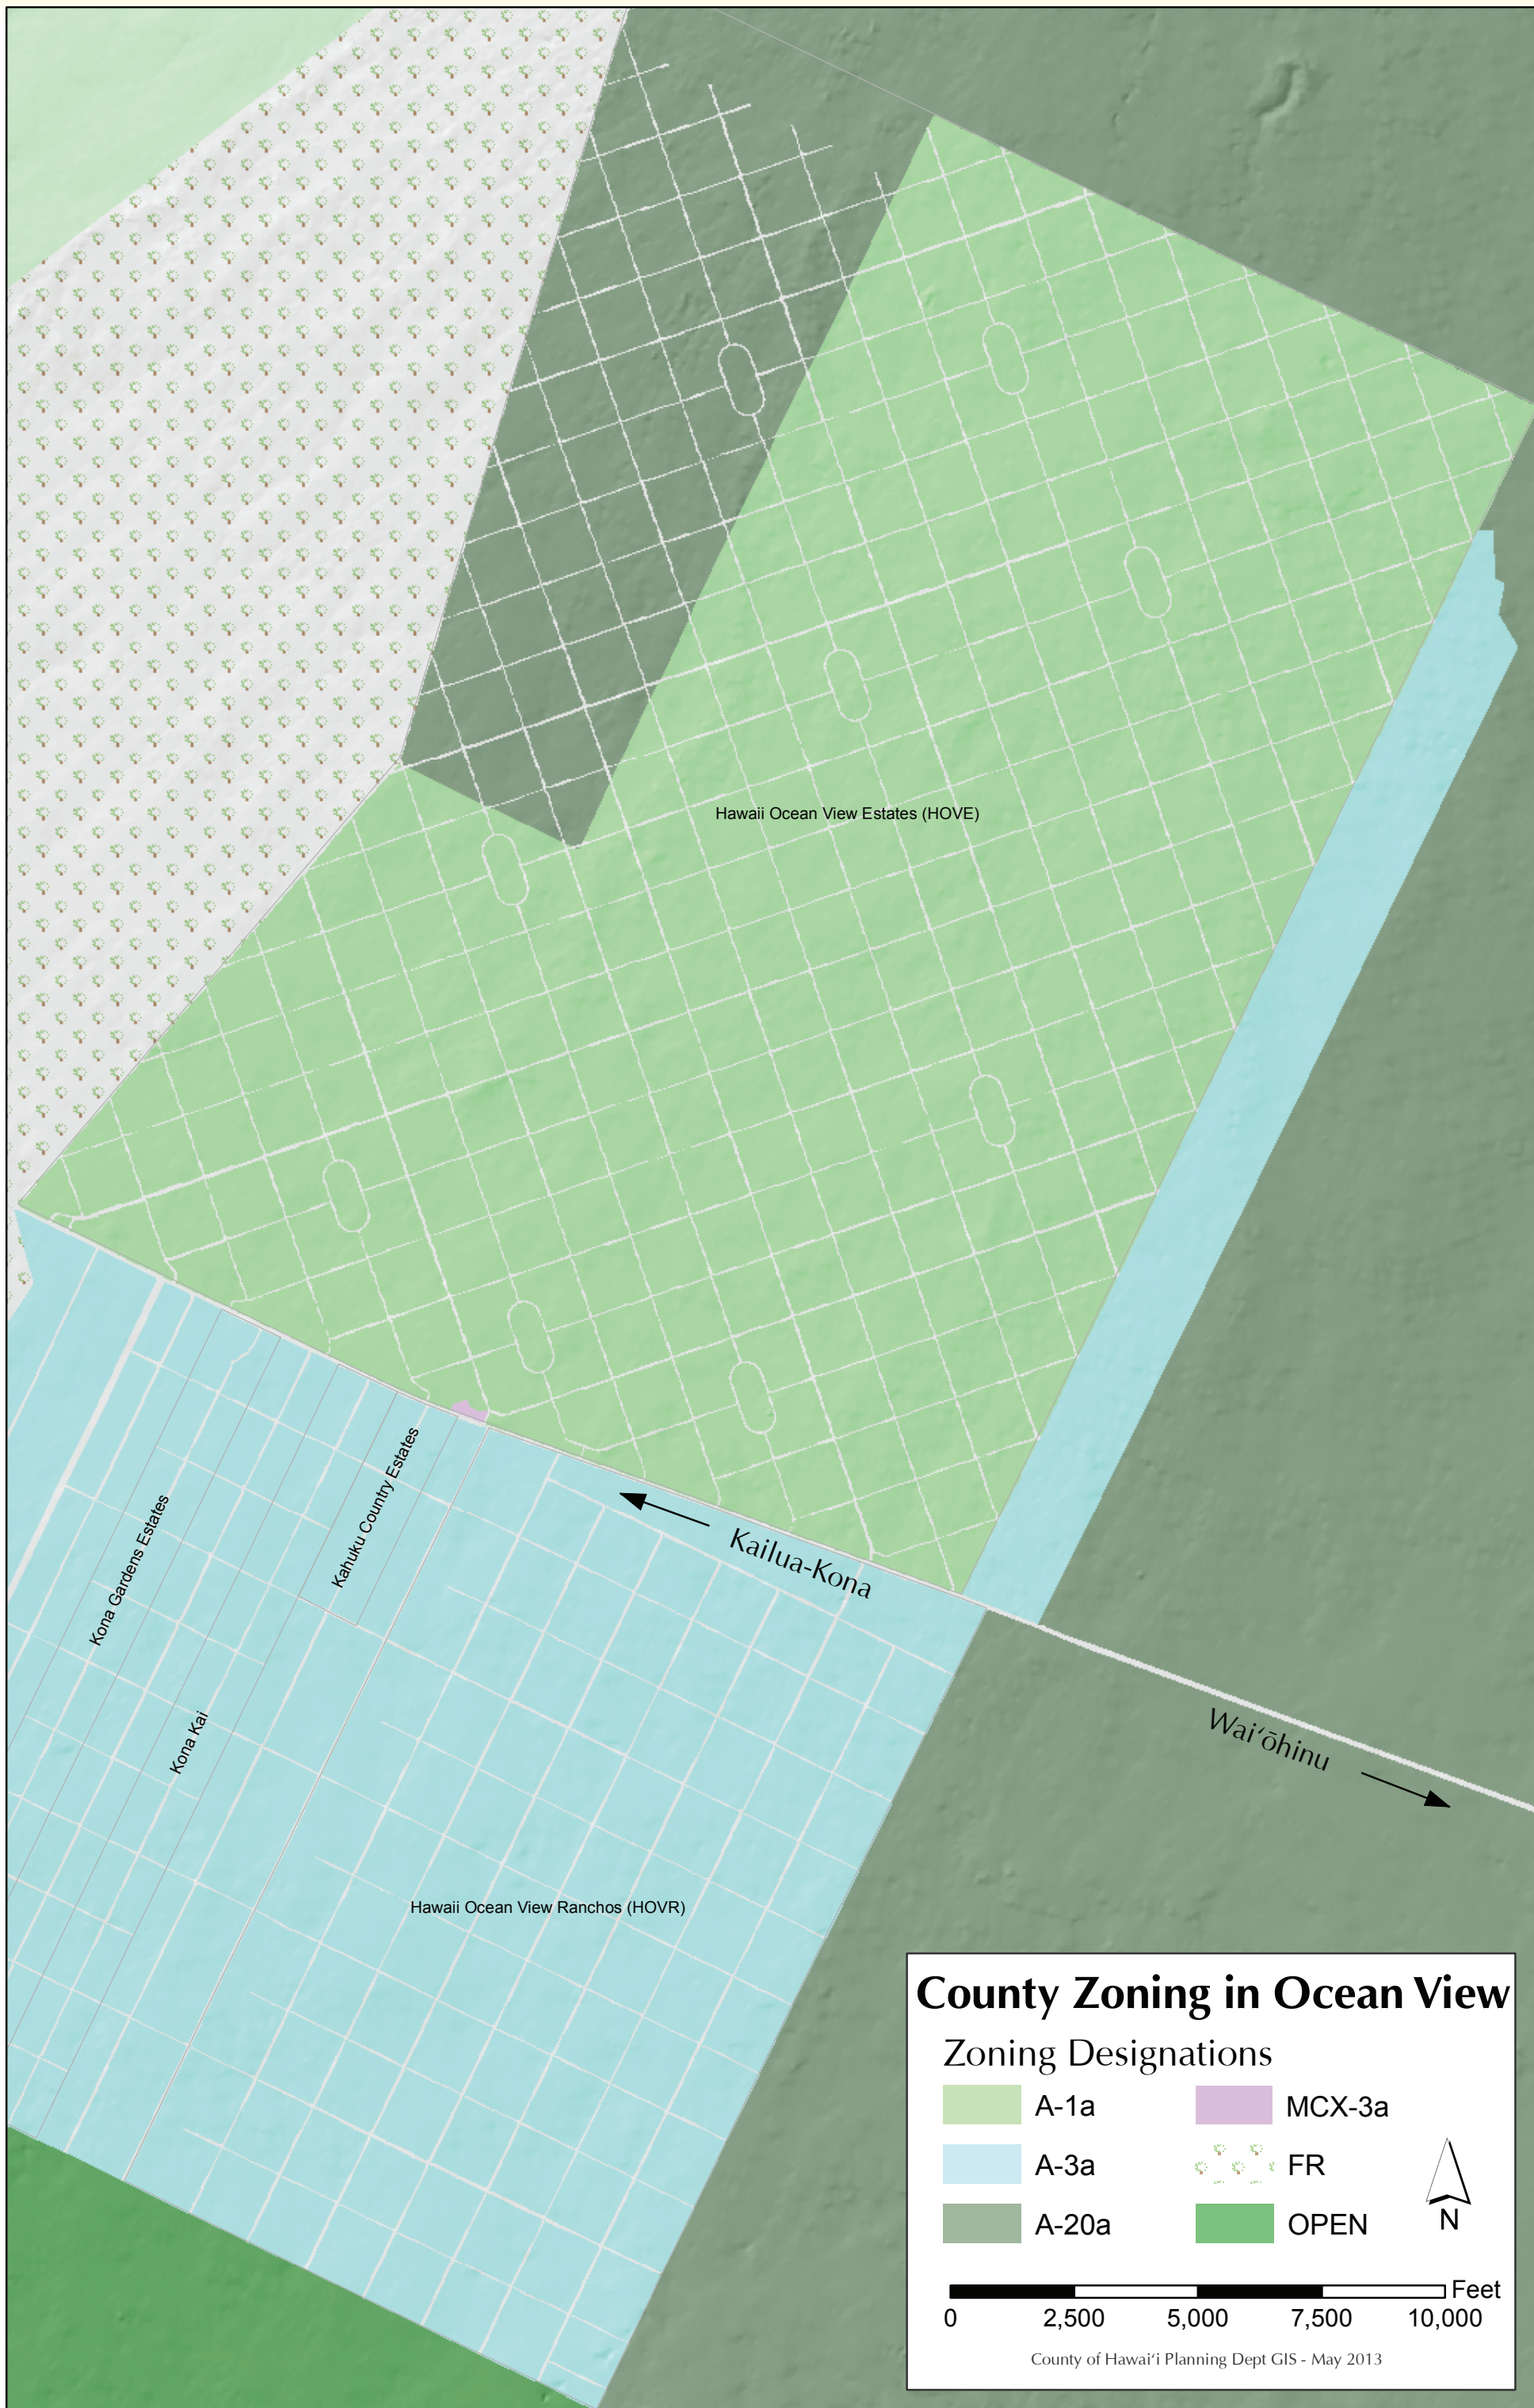 Hawaii Ocean View Estates (HOVE)
Kahuku Country Estates
Kona Gardens Estates
Kailua-Kona
Kona Kai
Waiʻōhinu
Hawaii Ocean View Ranchos (HOVR)
County Zoning in Ocean View
Zoning Designations
A-1a
MCX-3a
A-3a
FR
A-20a
OPEN
N
Feet
0 2,500 5,000 7,500 10,000
County of Hawaiʻi Planning Dept GIS - May 2013